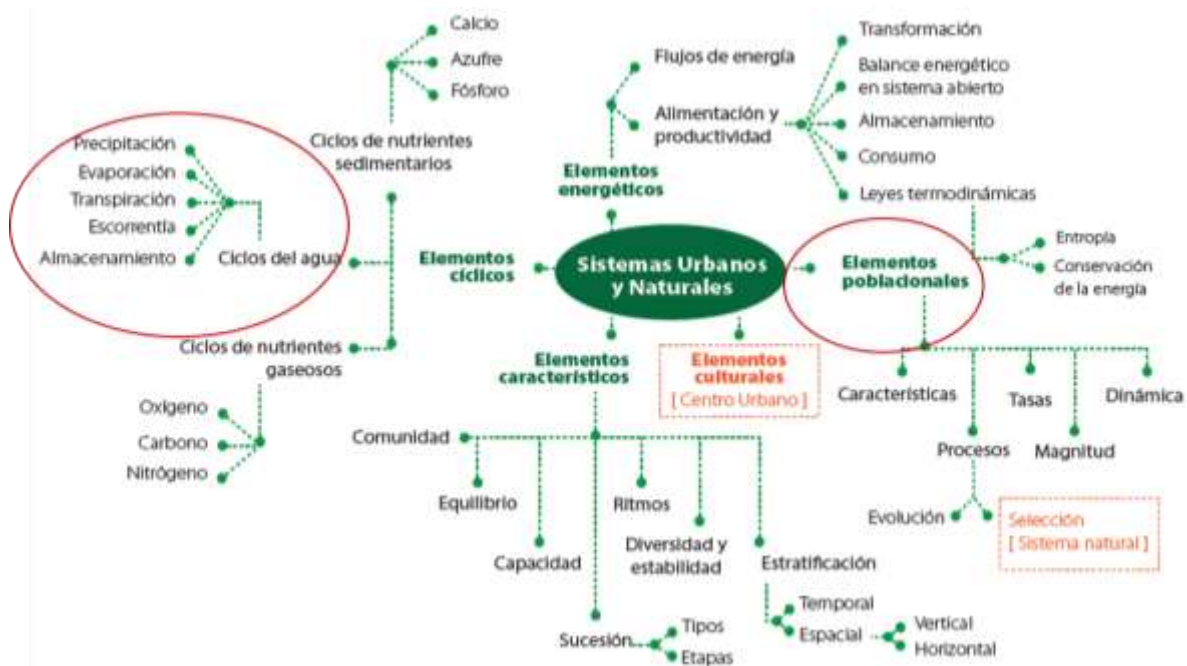 Calcio
Azufre
Fósforo
Ciclos de nutrientes
sedimentarios
Precipitación
Evaporación
Transpiración
Escorrentía
Almacenamiento
Ciclos del agua
Elementos
cíclicos
Ciclos de nutrientes
gaseosos
Oxígeno
Carbono
Nitrógeno
Flujos de energía
Alimentación y
productividad
Elementos
energéticos
Transformación
Balance energético
en sistema abierto
Almacenamiento
Consumo
Leyes termodinámicas
Entropía
Conservación
de la energía
Sistemas Urbanos
y Naturales
Elementos
poblacionales
Características
Tasas
Dinámica
Procesos
Magnitud
Evolución
Selección
[ Sistema natural ]
Elementos
característicos
Elementos
culturales
[ Centro Urbano ]
Comunidad
Equilibrio
Ritmos
Capacidad
Diversidad y
estabilidad
Estratificación
Sucesión
Tipos
Etapas
Temporal
Espacial
Vertical
Horizontal